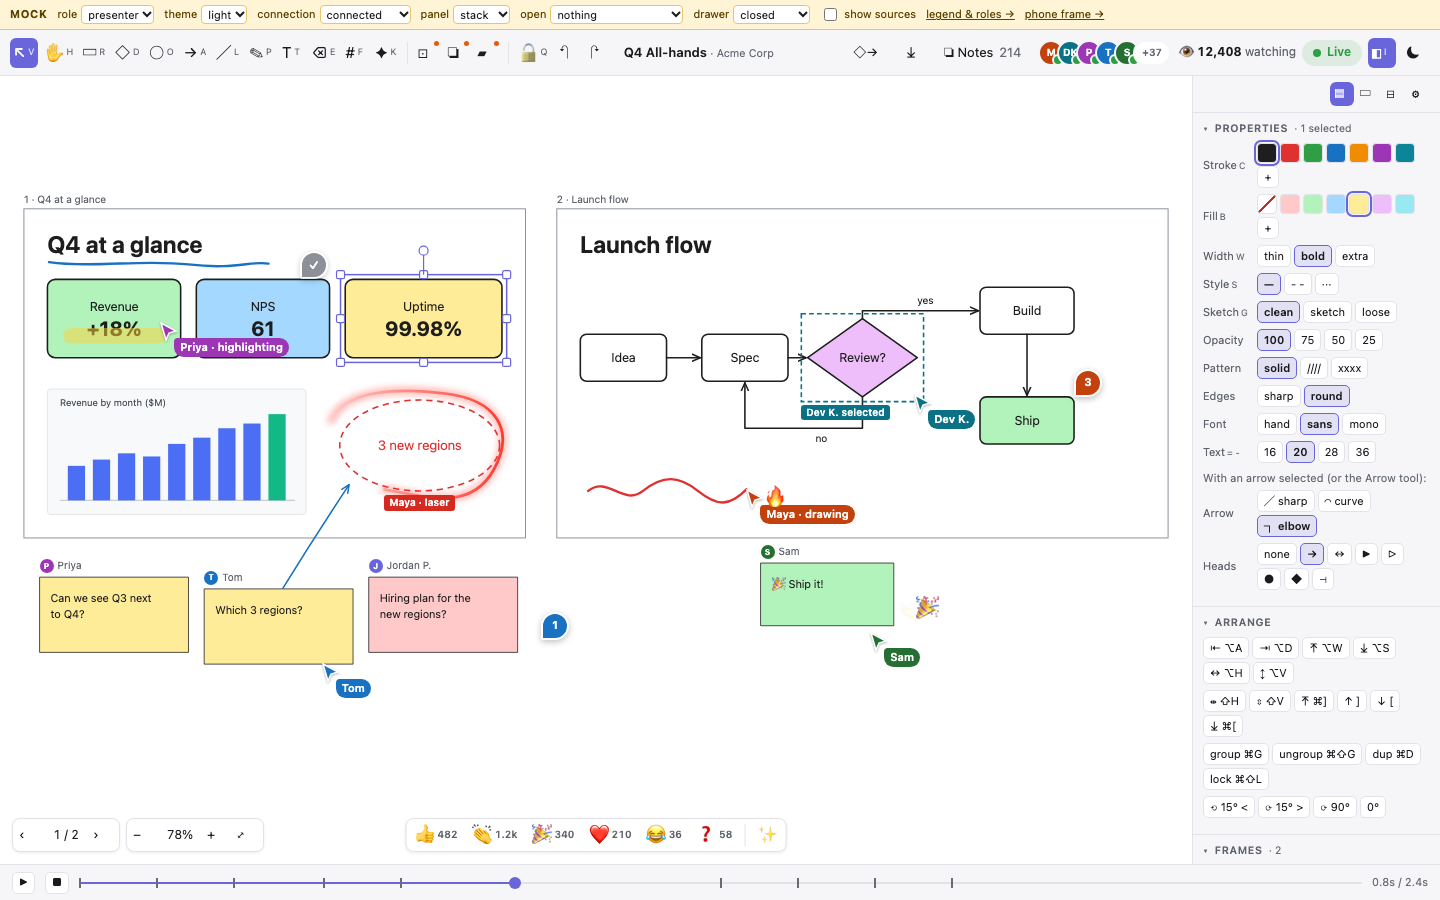 MOCK role presenter theme light connection connected panel stack open nothing drawer closed show sources legend & roles → phone frame →
V H R D O A L P T T E F K Q Q4 All-hands · Acme Corp Notes 214 M DK P T S +37 12,408 watching Live
PROPERTIES · 1 selected
Stroke C
+
Fill B
+
Width W thin bold extra
Style S
Sketch G clean sketch loose
Opacity 100 75 50 25
Pattern solid //// xxxx
Edges sharp round
Font hand sans mono
Text = - 16 20 28 36
With an arrow selected (or the Arrow tool):
Arrow sharp curve
elbow
Heads none
ARRANGE
⇤ ⌥A ⇥ ⌥D ⤒ ⌥W ⤓ ⌥S
↔ ⌥H ↕ ⌥V
⇹ ⇧H ⇳ ⇧V ⤒ ⌘] ↑ ] ↓ [
⤓ ⌘[
group ⌘G ungroup ⌘⇧G dup ⌘D
lock ⌘⇧L
⟲ 15° < ⟳ 15° > ⟳ 90° 0°
FRAMES · 2
1 · Q4 at a glance
Q4 at a glance
Revenue
+18%
NPS
61
Uptime
99.98%
Priya · highlighting
Revenue by month ($M)
3 new regions
Maya · laser
2 · Launch flow
Launch flow
Idea
Spec
Review?
yes
Build
Ship
no
Dev K. selected
Dev K.
3
Maya · drawing
P Priya
Can we see Q3 next
to Q4?
T Tom
Which 3 regions?
Tom
J Jordan P.
Hiring plan for the
new regions?
1
S Sam
🎉 Ship it!
Sam
‹ 1 / 2 › − 78% +
👍 482 👏 1.2k 🎉 340 ❤️ 210 😂 36 ❓ 58 ✨
0.8s / 2.4s